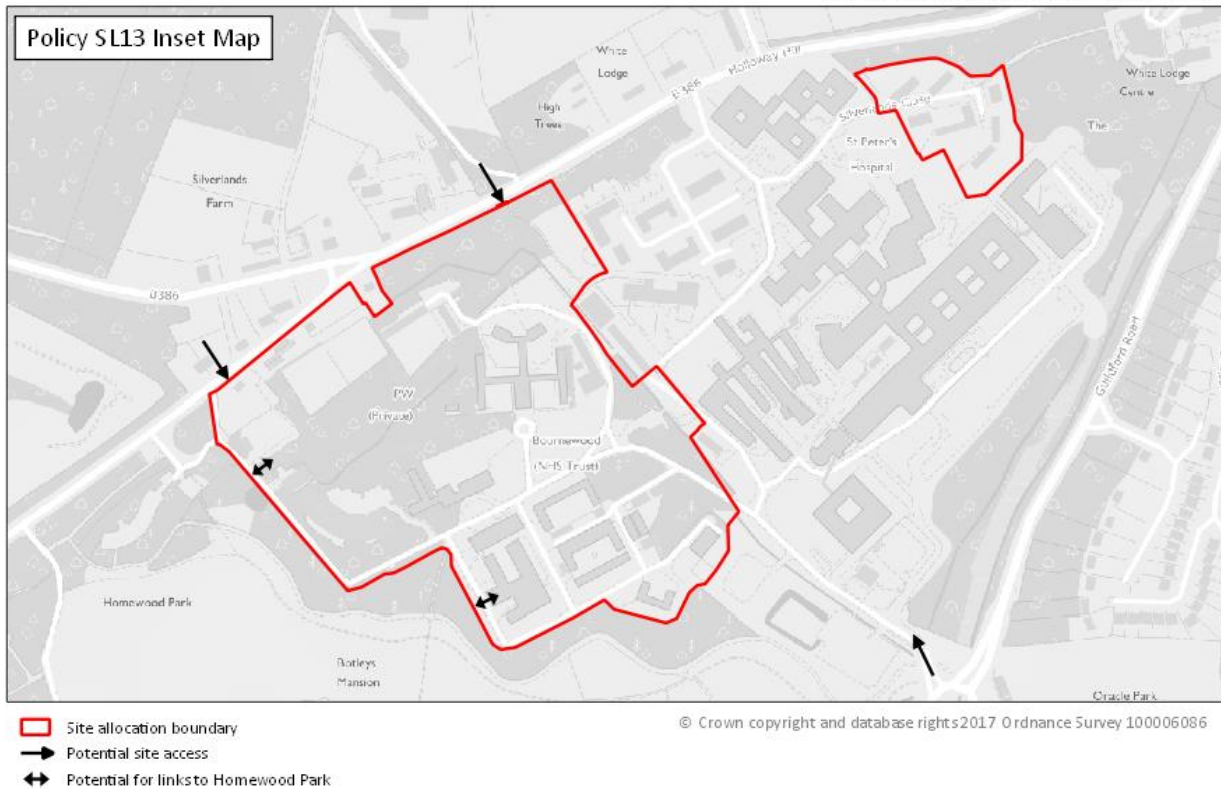 Policy SL13 Inset Map
White
Lodge
B386
Holloway Hill
White Lodge
Centre
High
Trees
Silverlands Close
The
St Peter's
Hospital
Silverlands
Farm
B386
Guildford Road
PW
(Private)
Bournewood
(NHS Trust)
Homewood Park
Botleys
Mansion
Oracle Park
Site allocation boundary
© Crown copyright and database rights 2017 Ordnance Survey 100006086
Potential site access
Potential for links to Homewood Park